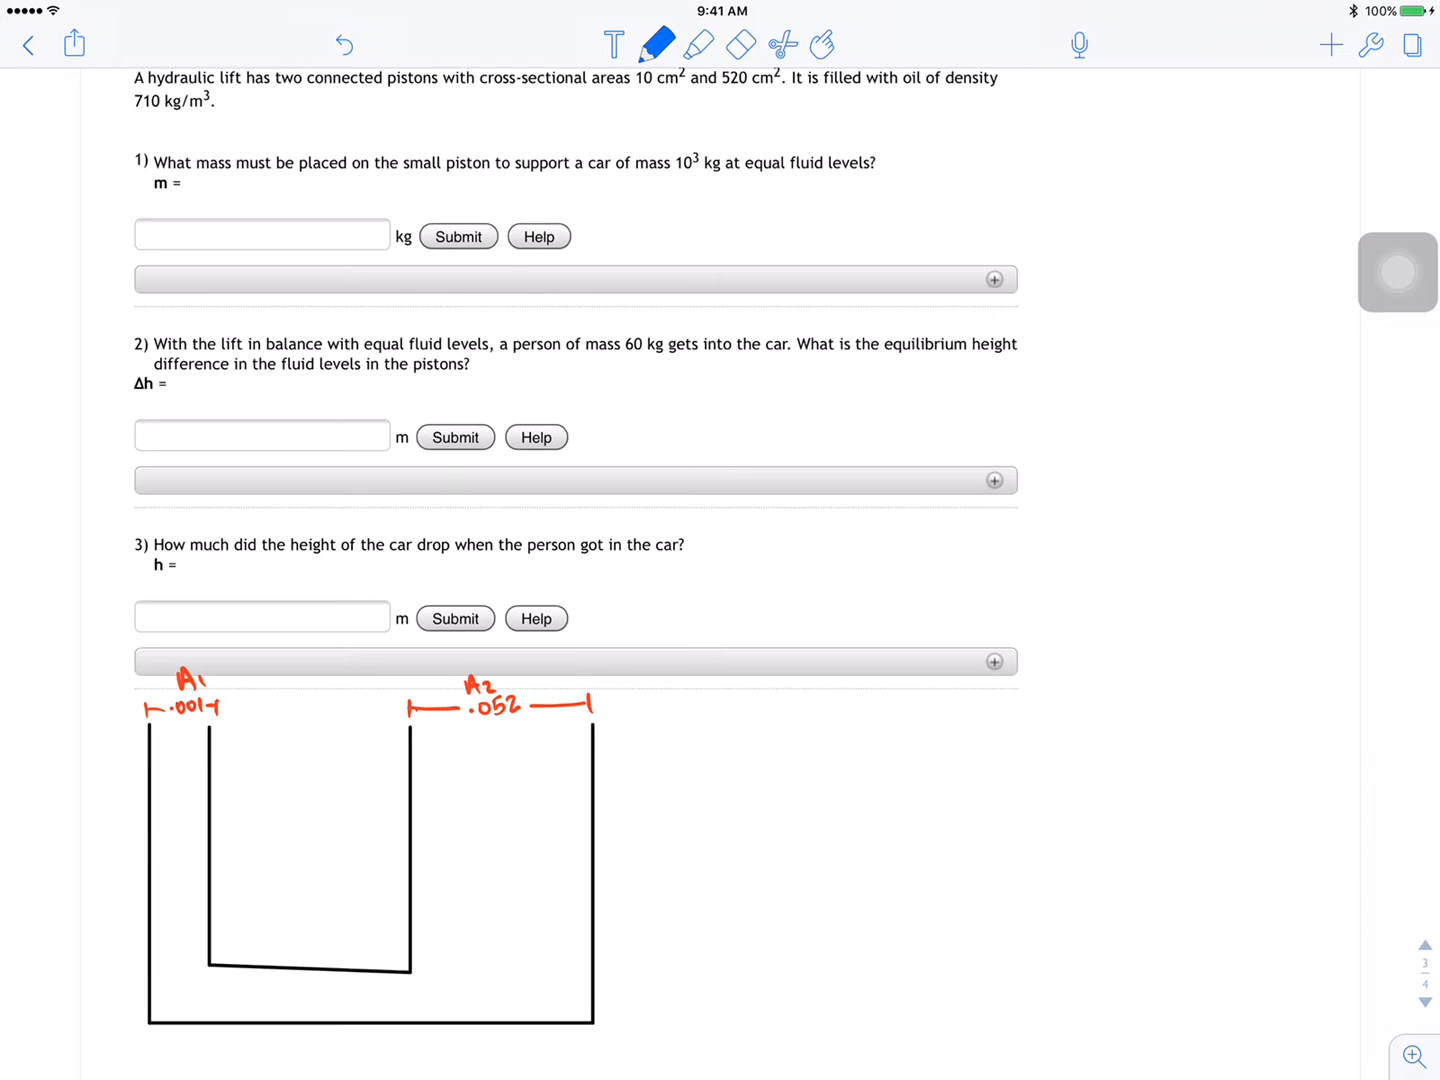 9:41 AM
100%
T
A hydraulic lift has two connected pistons with cross-sectional areas 10 cm² and 520 cm². It is filled with oil of density
710 kg/m³.
1) What mass must be placed on the small piston to support a car of mass 10³ kg at equal fluid levels?
m =
kg Submit Help
2) With the lift in balance with equal fluid levels, a person of mass 60 kg gets into the car. What is the equilibrium height
difference in the fluid levels in the pistons?
Δh =
m Submit Help
3) How much did the height of the car drop when the person got in the car?
h =
m Submit Help
A₁
.001
A₂
.052
3
4